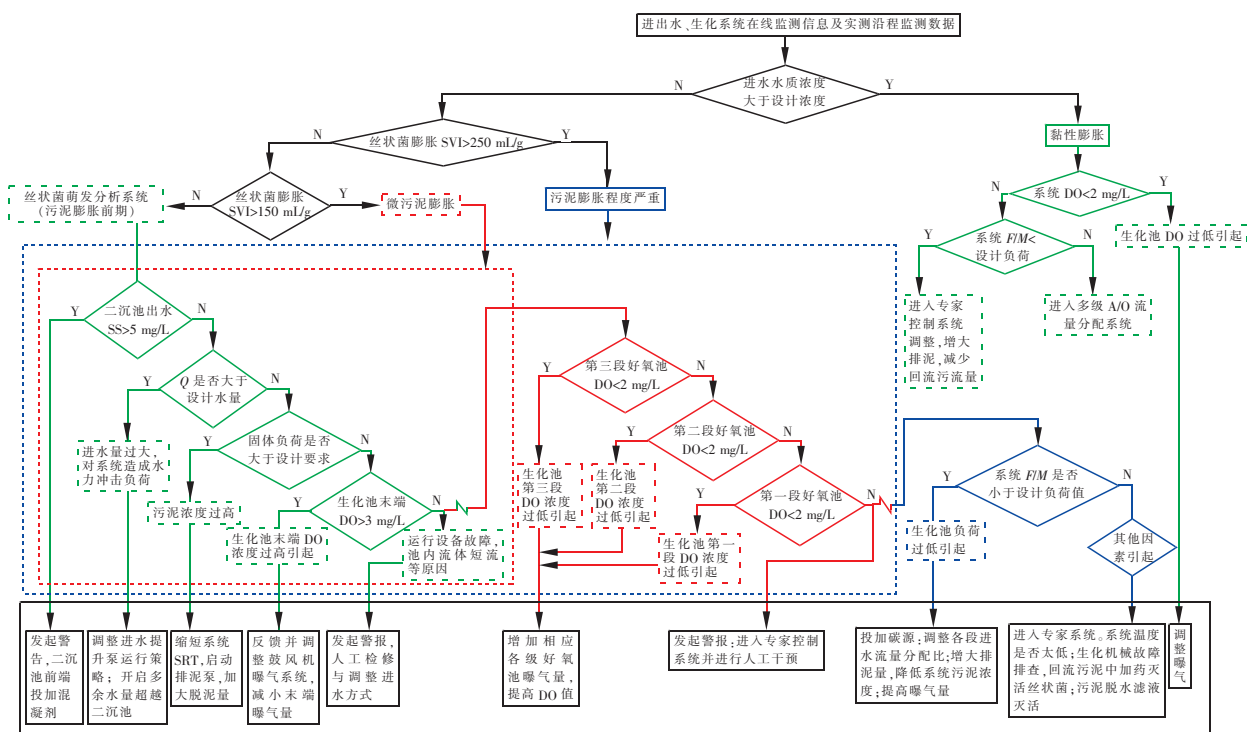 进出水、生化系统在线监测信息及实测沿程监测数据
N
进水水质浓度
大于设计浓度
Y
N
丝状菌膨胀 SVI>250 mL/g
Y
黏性膨胀
丝状菌萌发分析系统
(污泥膨胀前期)
N
丝状菌膨胀
SVI>150 mL/g
Y
微污泥膨胀
污泥膨胀程度严重
N
系统 DO<2 mg/L
Y
Y
系统 F/M<
设计负荷
N
生化池 DO 过低引起
进入专家
控制系统
调整,增大
排泥,减少
回流污流量
进入多级 A/O 流
量分配系统
Y
二沉池出水
SS>5 mg/L
N
Y
Q 是否大于
设计水量
N
进水量过大,
对系统造成水
力冲击负荷
Y
固体负荷是否
大于设计要求
N
污泥浓度过高
Y
生化池末端
DO>3 mg/L
N
生化池末端 DO
浓度过高引起
运行设备故障,
池内流体短流
等原因
Y
第三段好氧池
DO<2 mg/L
N
Y
第二段好氧池
DO<2 mg/L
N
生化池
第三段
DO 浓度
过低引起
生化池
第二段
DO 浓度
过低引起
Y
第一段好氧池
DO<2 mg/L
N
生化池第一
段 DO 浓度
过低引起
Y
系统 F/M 是否
小于设计负荷值
N
生化池负荷
过低引起
其他因
素引起
发起警
告,二沉
池前端
投加混
凝剂
调整进水提
升泵运行策
略；开启多
余水量超越
二沉池
缩短系统
SRT,启动
排泥泵,加
大脱泥量
反馈并调
整鼓风机
曝气系统,
减小末端
曝气量
发起警报,
人工检修
与调整进
水方式
增加相应
各级好氧
池曝气量,
提高 DO 值
发起警报;进入专家控制
系统并进行人工干预
投加碳源;调整各段进
水流量分配比;增大排
泥量,降低系统污泥浓
度;提高曝气量
进入专家系统。系统温度
是否太低;生化机械故障
排查,回流污泥中加药灭
活丝状菌;污泥脱水滤液
灭活
调整曝气